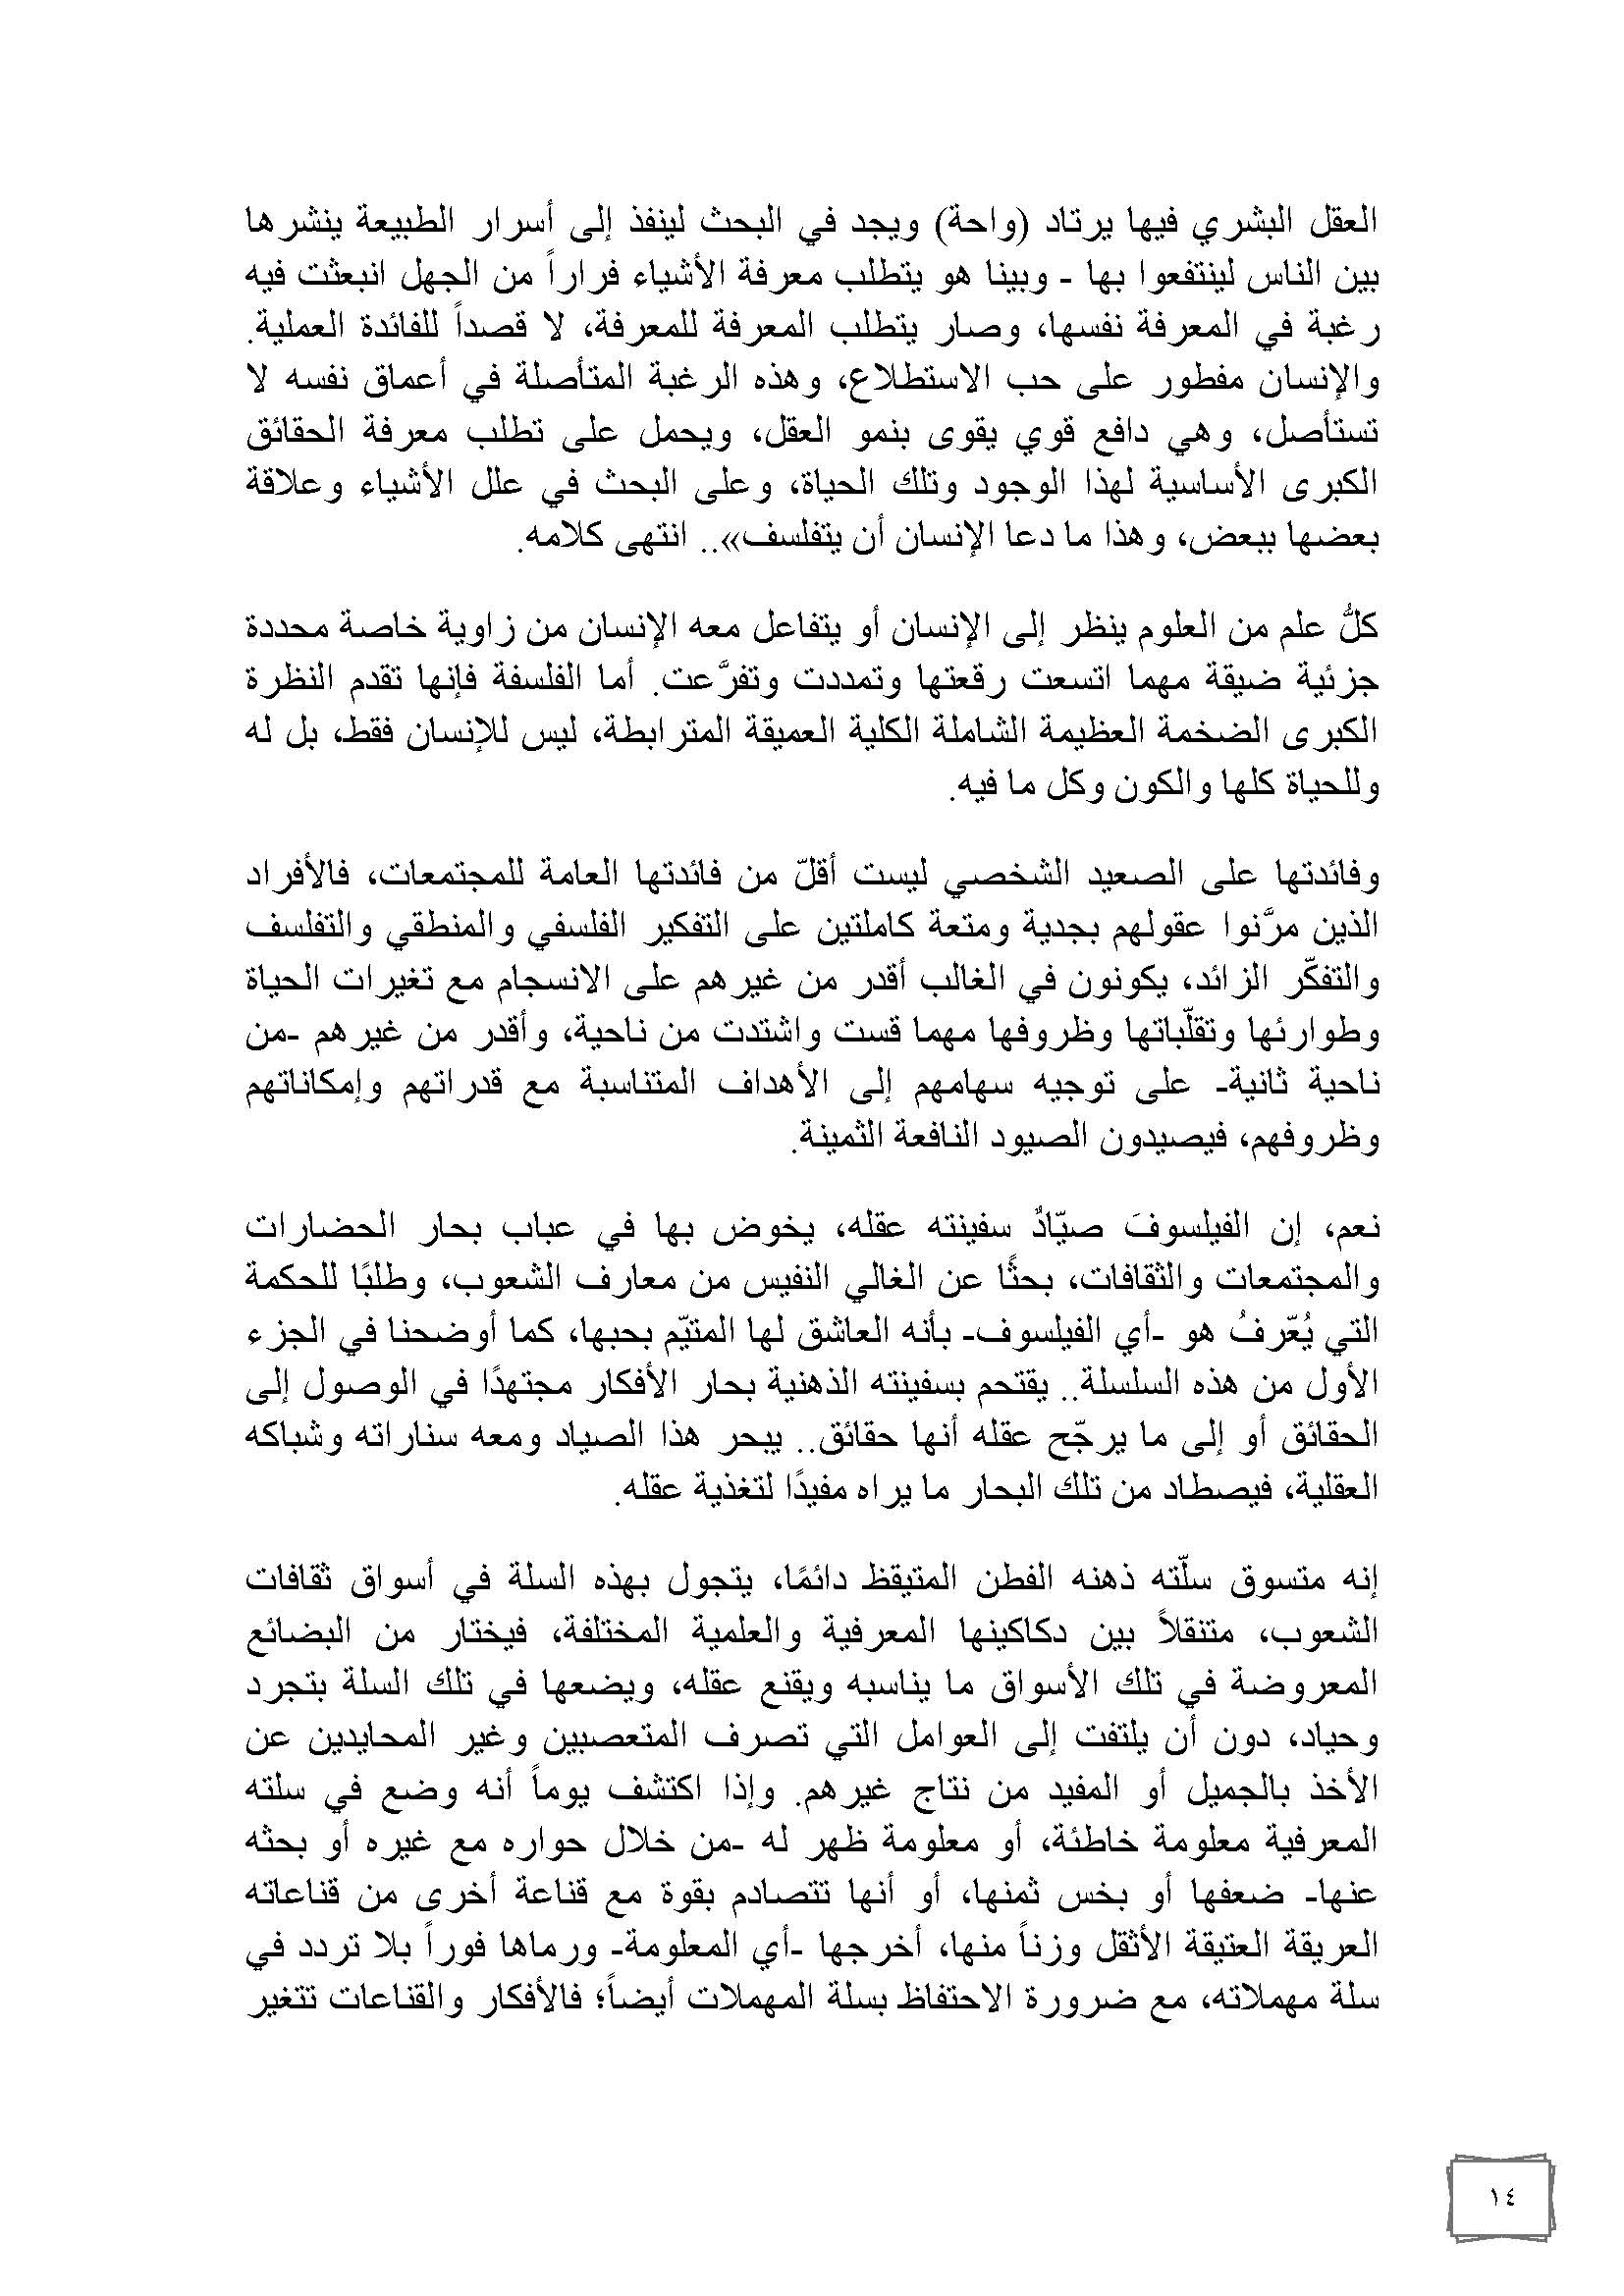 العقل البشري فيها يرتاد (واحة) ويجد في البحث لينفذ إلى أسرار الطبيعة ينشرها
بين الناس لينتفعوا بها - وبينا هو يتطلب معرفة الأشياء فراراً من الجهل انبعثت فيه
رغبة في المعرفة نفسها، وصار يتطلب المعرفة للمعرفة، لا قصداً للفائدة العملية.
والإنسان مفطور على حب الاستطلاع، وهذه الرغبة المتأصلة في أعماق نفسه لا
تستأصل، وهي دافع قوي يقوى بنمو العقل، ويحمل على تطلب معرفة الحقائق
الكبرى الأساسية لهذا الوجود وتلك الحياة، وعلى البحث في علل الأشياء وعلاقة
بعضها ببعض، وهذا ما دعا الإنسان أن يتفلسف».. انتهى كلامه.
كلُّ علم من العلوم ينظر إلى الإنسان أو يتفاعل معه الإنسان من زاوية خاصة محددة
جزئية ضيقة مهما اتسعت رقعتها وتمددت وتفرَّعت. أما الفلسفة فإنها تقدم النظرة
الكبرى الضخمة العظيمة الشاملة الكلية العميقة المترابطة، ليس للإنسان فقط، بل له
وللحياة كلها والكون وكل ما فيه.
وفائدتها على الصعيد الشخصي ليست أقلّ من فائدتها العامة للمجتمعات، فالأفراد
الذين مرَّنوا عقولهم بجدية ومتعة كاملتين على التفكير الفلسفي والمنطقي والتفلسف
والتفكّر الزائد، يكونون في الغالب أقدر من غيرهم على الانسجام مع تغيرات الحياة
وطوارئها وتقلّباتها وظروفها مهما قست واشتدت من ناحية، وأقدر من غيرهم -من
ناحية ثانية- على توجيه سهامهم إلى الأهداف المتناسبة مع قدراتهم وإمكاناتهم
وظروفهم، فيصيدون الصيود النافعة الثمينة.
نعم، إن الفيلسوفَ صيّادٌ سفينته عقله، يخوض بها في عباب بحار الحضارات
والمجتمعات والثقافات، بحثًا عن الغالي النفيس من معارف الشعوب، وطلبًا للحكمة
التي يُعّرفُ هو -أي الفيلسوف- بأنه العاشق لها المتيّم بحبها، كما أوضحنا في الجزء
الأول من هذه السلسلة.. يقتحم بسفينته الذهنية بحار الأفكار مجتهدًا في الوصول إلى
الحقائق أو إلى ما يرجّح عقله أنها حقائق.. يبحر هذا الصياد ومعه سناراته وشباكه
العقلية، فيصطاد من تلك البحار ما يراه مفيدًا لتغذية عقله.
إنه متسوق سلّته ذهنه الفطن المتيقظ دائمًا، يتجول بهذه السلة في أسواق ثقافات
الشعوب، متنقلاً بين دكاكينها المعرفية والعلمية المختلفة، فيختار من البضائع
المعروضة في تلك الأسواق ما يناسبه ويقنع عقله، ويضعها في تلك السلة بتجرد
وحياد، دون أن يلتفت إلى العوامل التي تصرف المتعصبين وغير المحايدين عن
الأخذ بالجميل أو المفيد من نتاج غيرهم. وإذا اكتشف يوماً أنه وضع في سلته
المعرفية معلومة خاطئة، أو معلومة ظهر له -من خلال حواره مع غيره أو بحثه
عنها- ضعفها أو بخس ثمنها، أو أنها تتصادم بقوة مع قناعة أخرى من قناعاته
العريقة العتيقة الأثقل وزناً منها، أخرجها -أي المعلومة- ورماها فوراً بلا تردد في
سلة مهملاته، مع ضرورة الاحتفاظ بسلة المهملات أيضاً؛ فالأفكار والقناعات تتغير
١٤